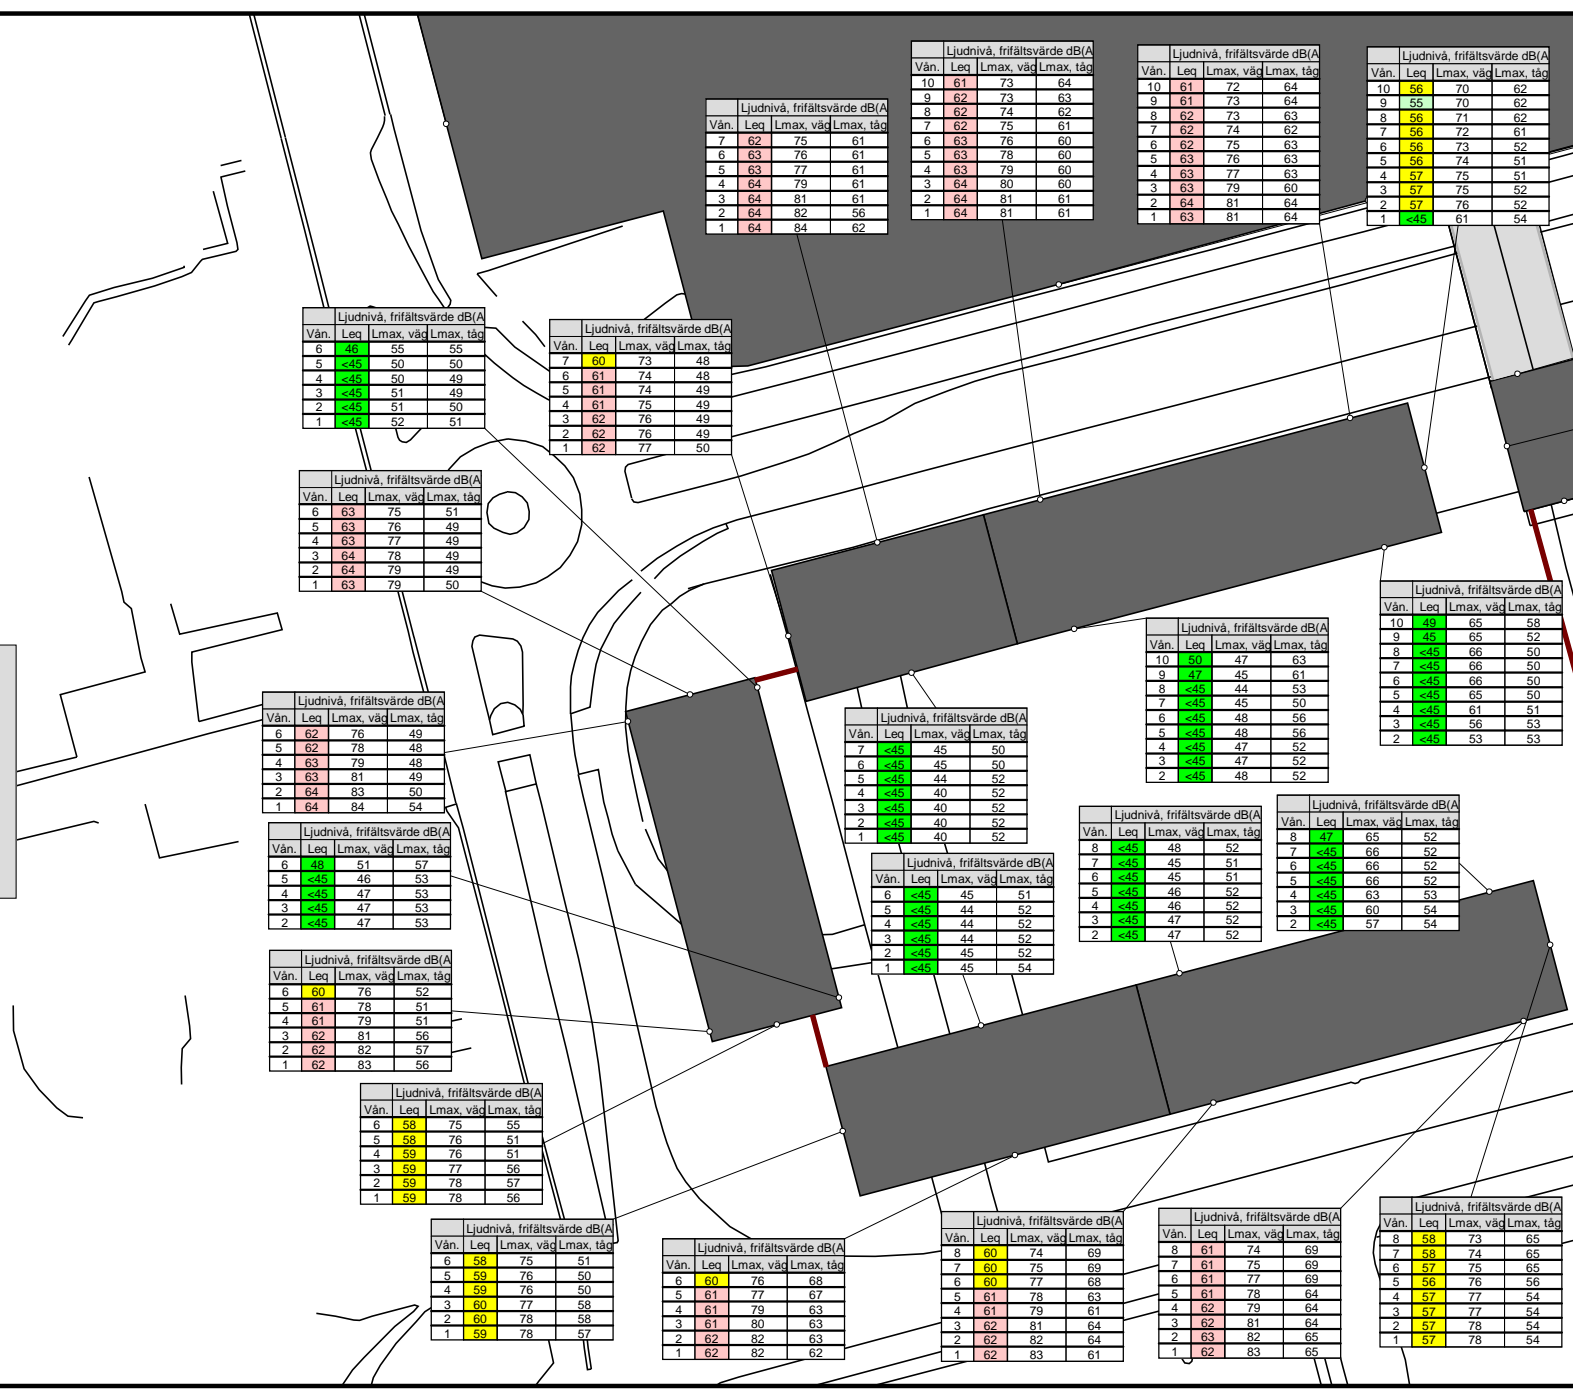 Ljudnivå, frifältsvärde dB(A
Vån. Leq Lmax, väg Lmax, tåg
10 61 73 64
9 62 73 63
8 62 74 62
7 62 75 61
6 63 76 60
5 63 78 60
4 63 79 60
3 64 80 60
2 64 81 61
1 64 81 61
Ljudnivå, frifältsvärde dB(A
Vån. Leq Lmax, väg Lmax, tåg
10 61 72 64
9 61 73 64
8 62 73 63
7 62 74 62
6 62 75 63
5 63 76 63
4 63 77 63
3 63 79 60
2 64 81 64
1 63 81 64
Ljudnivå, frifältsvärde dB(A
Vån. Leq Lmax, väg Lmax, tåg
10 56 70 62
9 55 70 62
8 56 71 62
7 56 72 61
6 56 73 52
5 56 74 51
4 57 75 51
3 57 75 52
2 57 76 52
1 <45 61 54
Ljudnivå, frifältsvärde dB(A
Vån. Leq Lmax, väg Lmax, tåg
7 62 75 61
6 63 76 61
5 63 77 61
4 64 79 61
3 64 81 61
2 64 82 56
1 64 84 62
Ljudnivå, frifältsvärde dB(A
Vån. Leq Lmax, väg Lmax, tåg
6 46 55 55
5 <45 50 50
4 <45 50 49
3 <45 51 49
2 <45 51 50
1 <45 52 51
Ljudnivå, frifältsvärde dB(A
Vån. Leq Lmax, väg Lmax, tåg
7 60 73 48
6 61 74 48
5 61 74 49
4 61 75 49
3 62 76 49
2 62 76 49
1 62 77 50
Ljudnivå, frifältsvärde dB(A
Vån. Leq Lmax, väg Lmax, tåg
6 63 75 51
5 63 76 49
4 63 77 49
3 64 78 49
2 64 79 49
1 63 79 50
Ljudnivå, frifältsvärde dB(A
Vån. Leq Lmax, väg Lmax, tåg
10 49 65 58
9 45 65 52
8 <45 66 50
7 <45 66 50
6 <45 66 50
5 <45 65 50
4 <45 61 51
3 <45 56 53
2 <45 53 53
Ljudnivå, frifältsvärde dB(A
Vån. Leq Lmax, väg Lmax, tåg
10 50 47 63
9 47 45 61
8 <45 44 53
7 <45 45 50
6 <45 48 56
5 <45 48 56
4 <45 47 52
3 <45 47 52
2 <45 48 52
Ljudnivå, frifältsvärde dB(A
Vån. Leq Lmax, väg Lmax, tåg
6 62 76 49
5 62 78 48
4 63 79 48
3 63 81 49
2 64 83 50
1 64 84 54
Ljudnivå, frifältsvärde dB(A
Vån. Leq Lmax, väg Lmax, tåg
7 <45 45 50
6 <45 45 50
5 <45 44 52
4 <45 40 52
3 <45 40 52
2 <45 40 52
1 <45 40 52
Ljudnivå, frifältsvärde dB(A
Vån. Leq Lmax, väg Lmax, tåg
8 47 65 52
7 <45 66 52
6 <45 66 52
5 <45 66 52
4 <45 63 53
3 <45 60 54
2 <45 57 54
Ljudnivå, frifältsvärde dB(A
Vån. Leq Lmax, väg Lmax, tåg
8 <45 48 52
7 <45 45 51
6 <45 45 51
5 <45 46 52
4 <45 46 52
3 <45 47 52
2 <45 47 52
Ljudnivå, frifältsvärde dB(A
Vån. Leq Lmax, väg Lmax, tåg
6 48 51 57
5 <45 46 53
4 <45 47 53
3 <45 47 53
2 <45 47 53
Ljudnivå, frifältsvärde dB(A
Vån. Leq Lmax, väg Lmax, tåg
6 <45 45 51
5 <45 44 52
4 <45 44 52
3 <45 44 52
2 <45 45 52
1 <45 45 54
Ljudnivå, frifältsvärde dB(A
Vån. Leq Lmax, väg Lmax, tåg
6 60 76 52
5 61 78 51
4 61 79 51
3 62 81 56
2 62 82 57
1 62 83 56
Ljudnivå, frifältsvärde dB(A
Vån. Leq Lmax, väg Lmax, tåg
6 58 75 55
5 58 76 51
4 59 76 51
3 59 77 56
2 59 78 57
1 59 78 56
Ljudnivå, frifältsvärde dB(A
Vån. Leq Lmax, väg Lmax, tåg
6 58 75 51
5 59 76 50
4 59 76 50
3 60 77 58
2 60 78 58
1 59 78 57
Ljudnivå, frifältsvärde dB(A
Vån. Leq Lmax, väg Lmax, tåg
6 60 76 68
5 61 77 67
4 61 79 63
3 61 80 63
2 62 82 63
1 62 82 62
Ljudnivå, frifältsvärde dB(A
Vån. Leq Lmax, väg Lmax, tåg
8 60 74 69
7 60 75 69
6 60 77 68
5 61 78 63
4 61 79 61
3 62 81 64
2 62 82 64
1 62 83 61
Ljudnivå, frifältsvärde dB(A
Vån. Leq Lmax, väg Lmax, tåg
8 61 74 69
7 61 75 69
6 61 77 69
5 61 78 64
4 62 79 64
3 62 81 64
2 63 82 65
1 62 83 65
Ljudnivå, frifältsvärde dB(A
Vån. Leq Lmax, väg Lmax, tåg
8 58 73 65
7 58 74 65
6 57 75 65
5 56 76 56
4 57 77 54
3 57 77 54
2 57 78 54
1 57 78 54